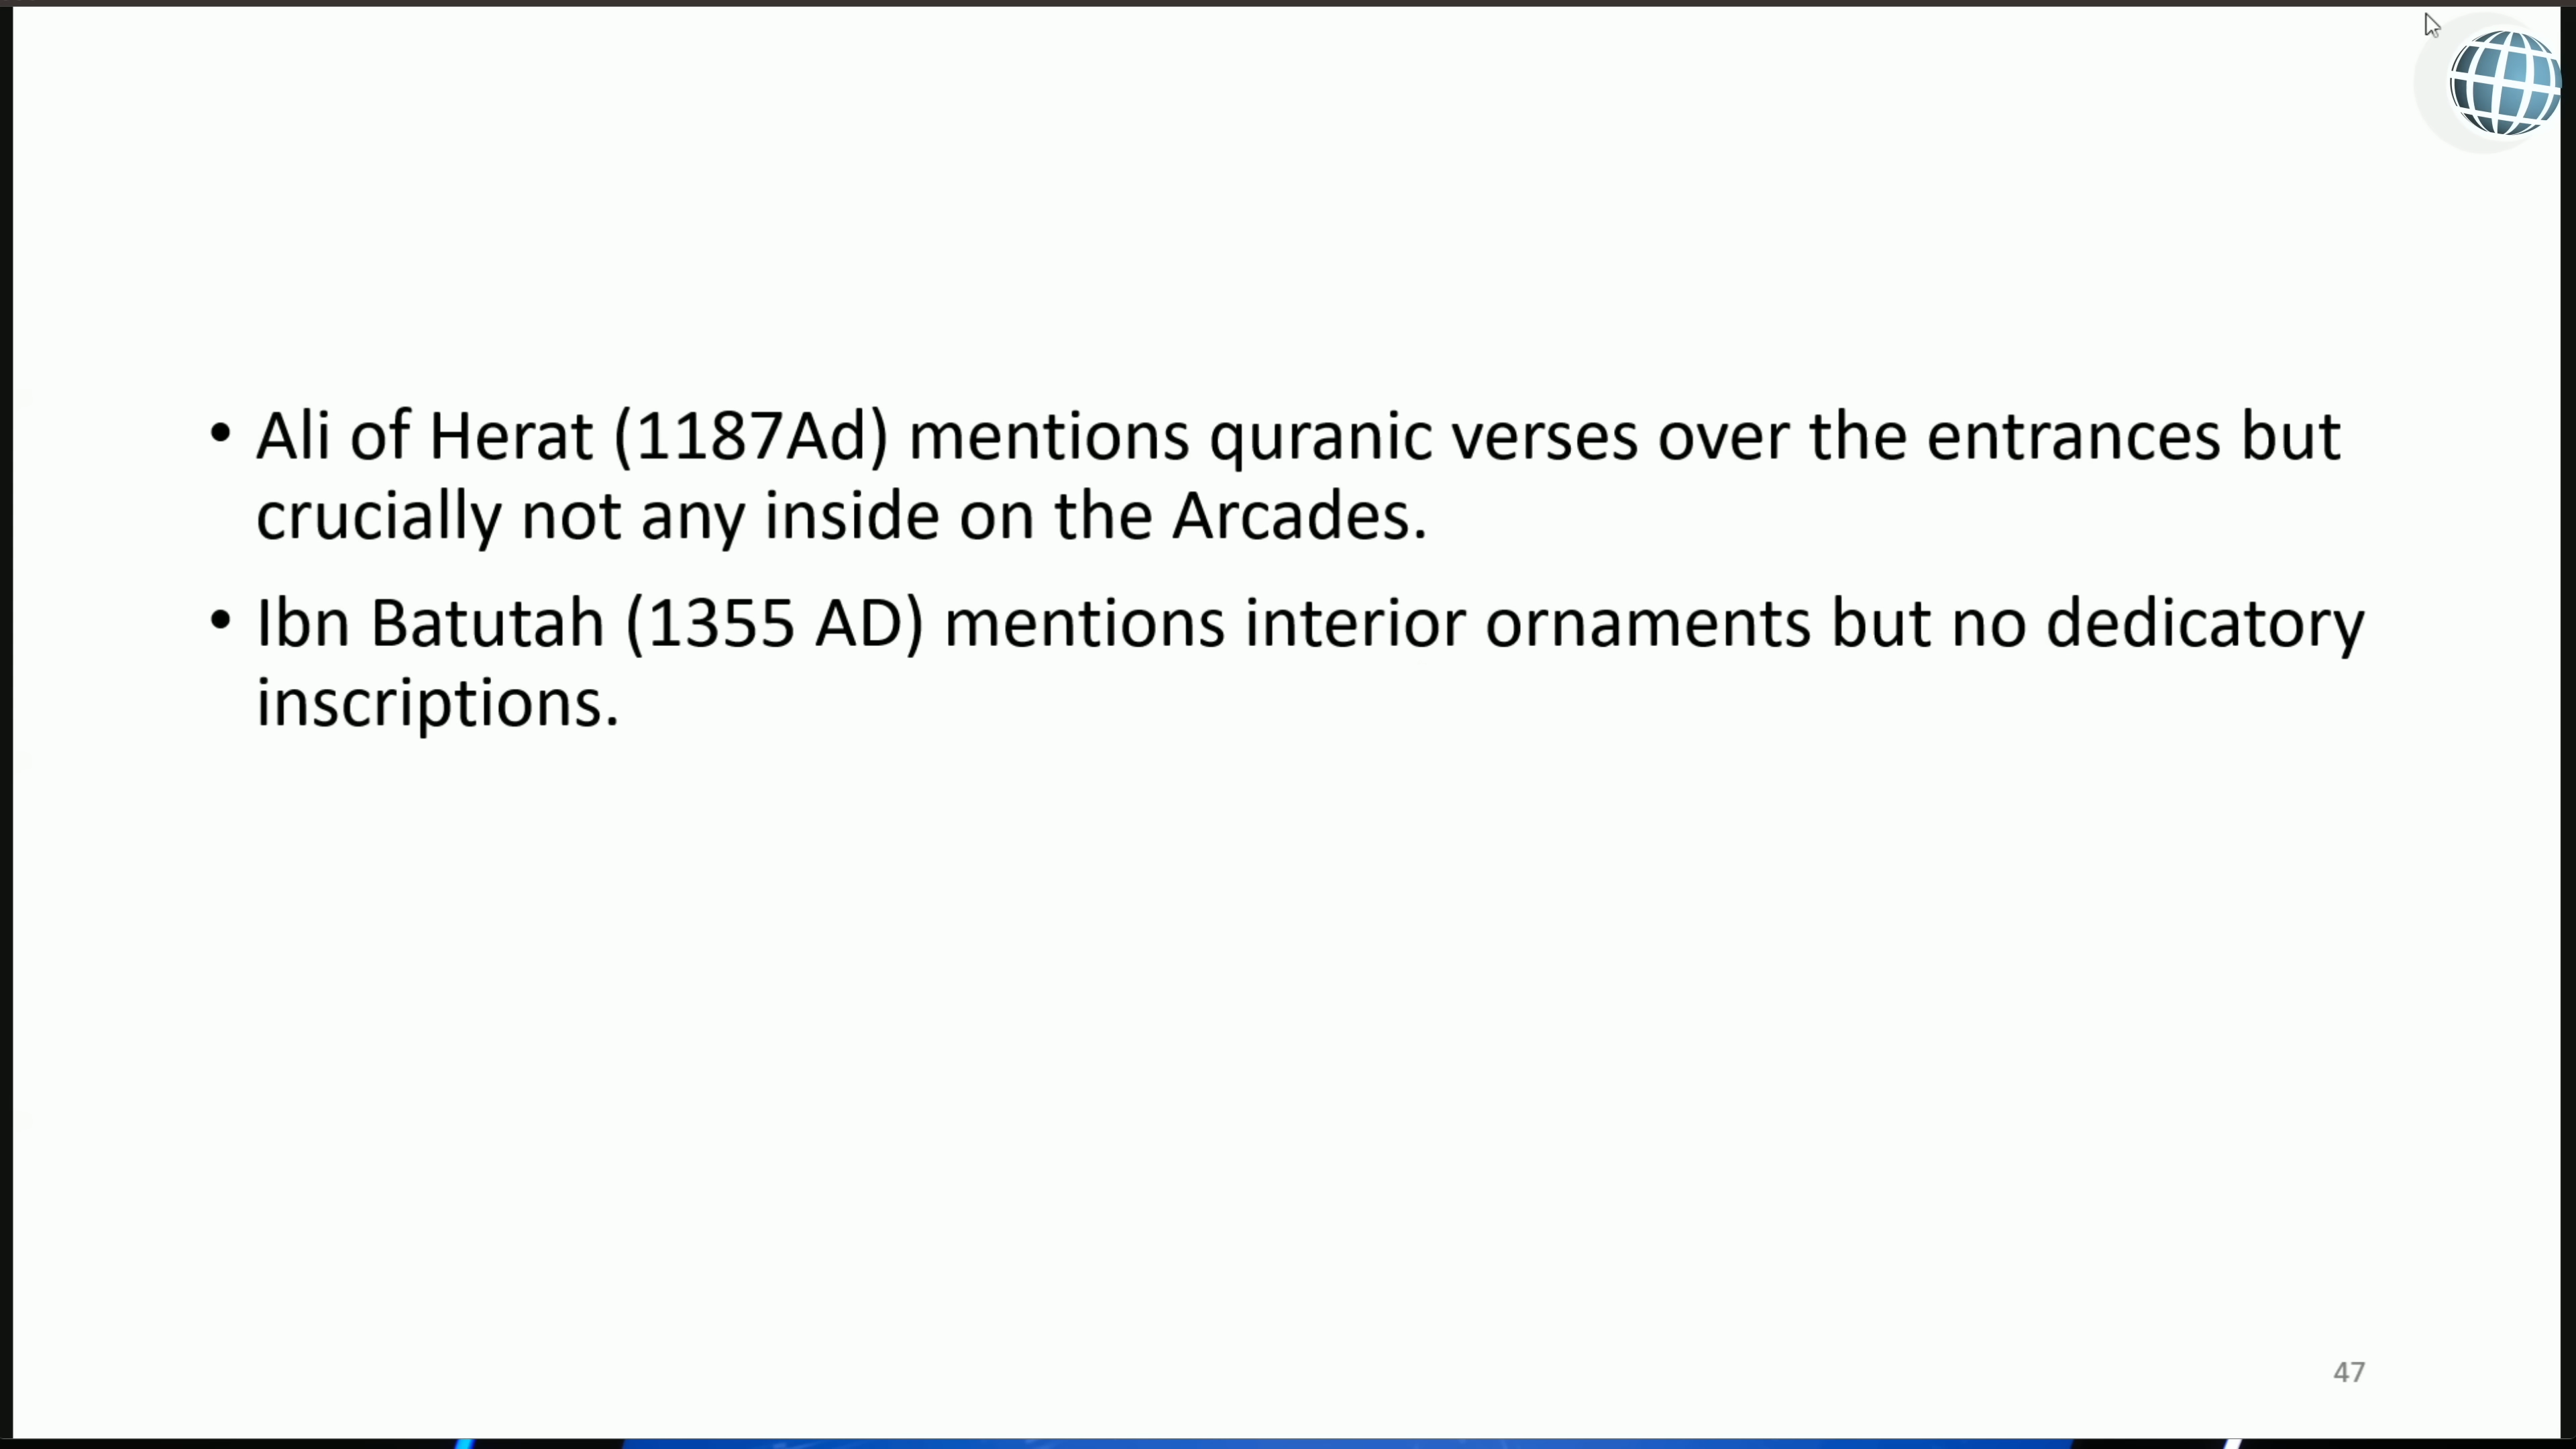 • Ali of Herat (1187Ad) mentions quranic verses over the entrances but
crucially not any inside on the Arcades.
• Ibn Batutah (1355 AD) mentions interior ornaments but no dedicatory
inscriptions.
47